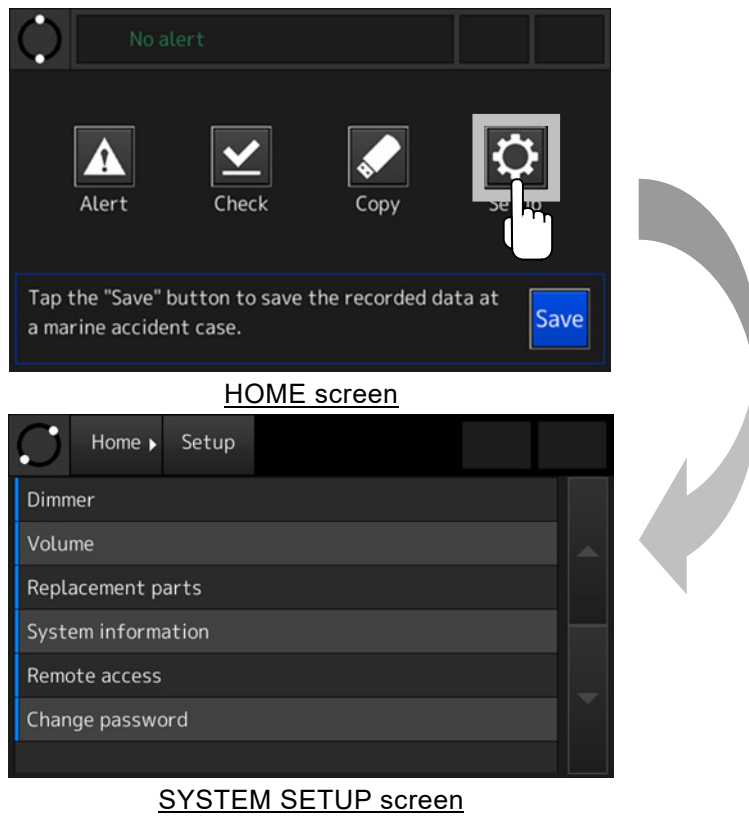 No alert
Alert Check Copy Setup
Tap the "Save" button to save the recorded data at
a marine accident case.
Save
HOME screen
Home Setup
Dimmer
Volume
Replacement parts
System information
Remote access
Change password
SYSTEM SETUP screen